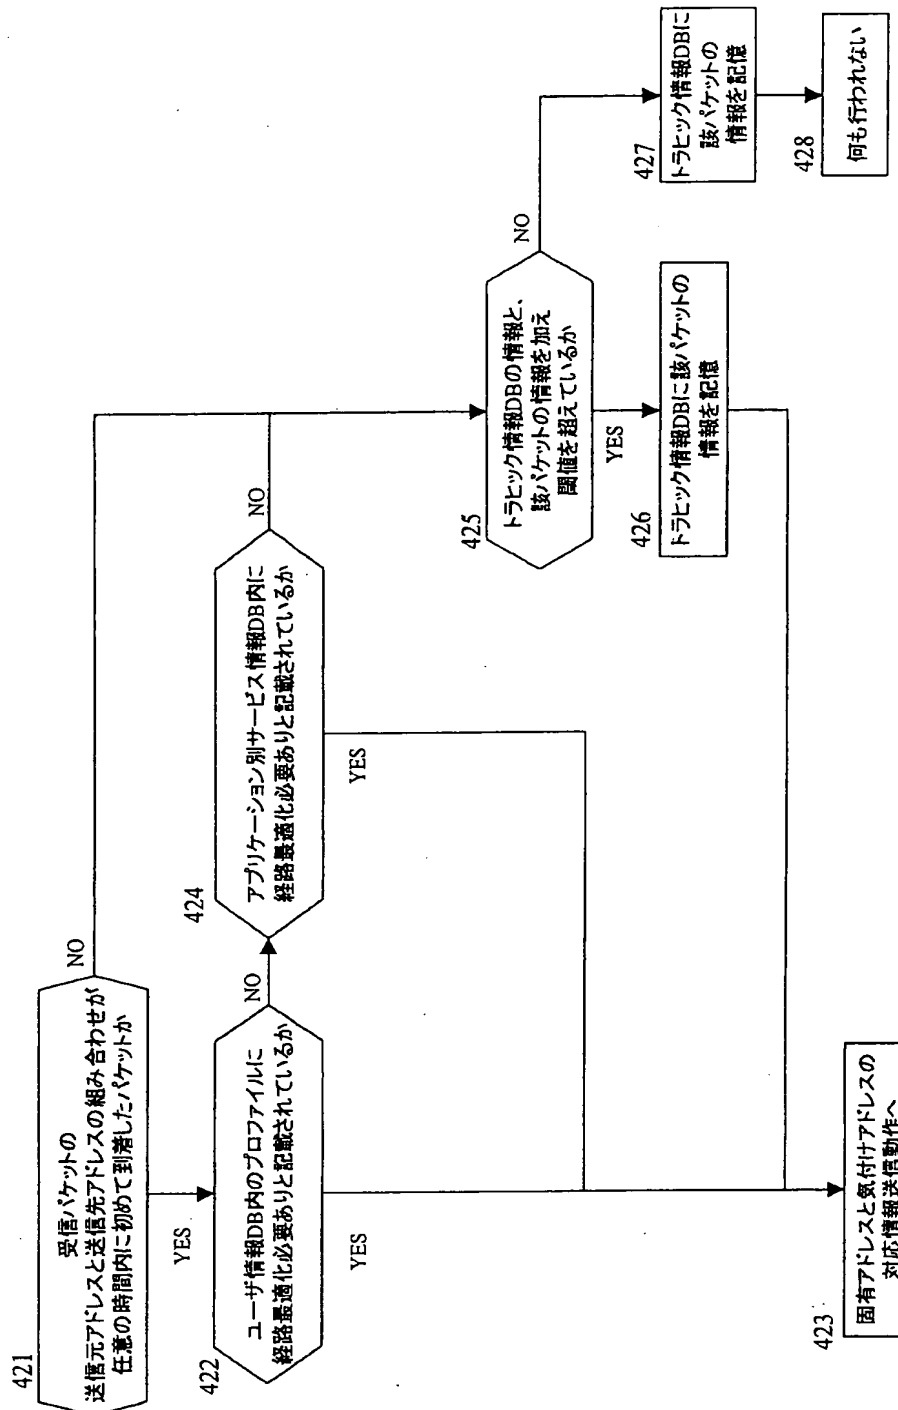 421
受信パケットの
送信元アドレスと送信先アドレスの組み合わせが
任意の時間内に初めて到着したパケットか
NO
YES
422
ユーザ情報DB内のプロファイルに
経路最適化必要ありと記載されているか
NO
YES
424
アプリケーション別サービス情報DB内に
経路最適化必要ありと記載されているか
NO
YES
425
トラヒック情報DBの情報と、
該パケットの情報を加え
閾値を超えているか
NO
YES
426
トラヒック情報DBに該パケットの
情報を記憶
427
トラヒック情報DBに
該パケットの
情報を記憶
428
何も行われない
423
固有アドレスと気付けアドレスの
対応情報送信動作へ